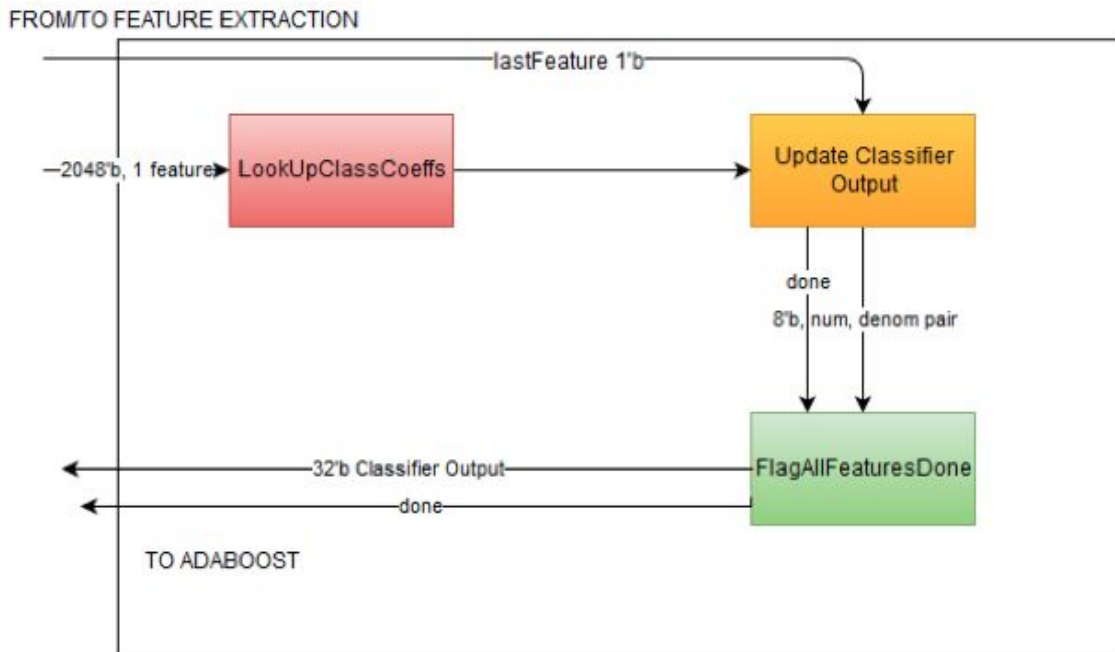 FROM/TO FEATURE EXTRACTION
lastFeature 1'b
2048'b, 1 feature
LookUpClassCoeffs
Update Classifier
Output
done
8'b, num, denom pair
32'b Classifier Output
FlagAllFeaturesDone
done
TO ADABOOST